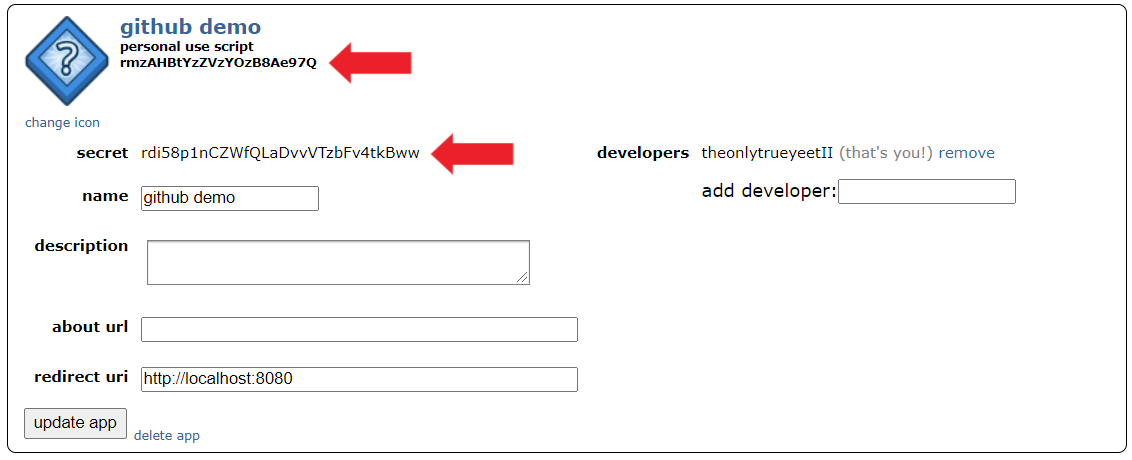 github demo
personal use script
rmzAHBtYzZVzYOzB8Ae97Q
change icon
secret rdi58p1nCZWfQLaDvvVTzbFv4tkBww
developers theonlytrueyeetII (that's you!) remove
add developer:
name github demo
description
about url
redirect uri http://localhost:8080
update app delete app